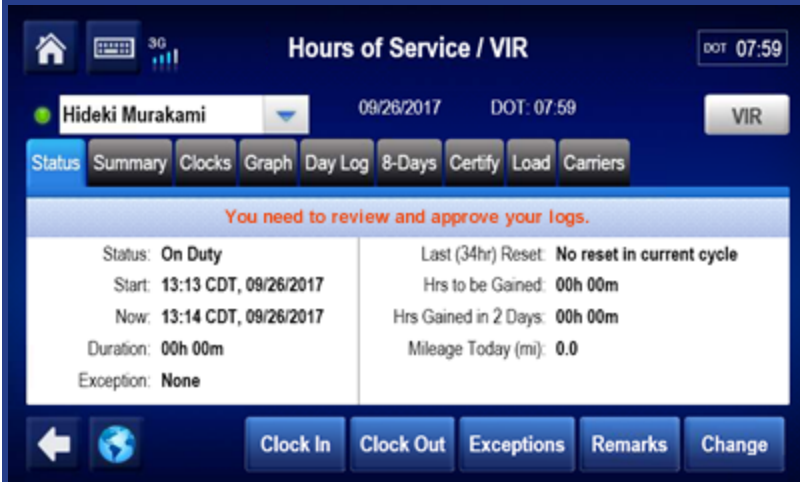 3G
Hours of Service / VIR
DOT 07:59
Hideki Murakami
09/26/2017
DOT: 07:59
VIR
Status
Summary
Clocks
Graph
Day Log
8-Days
Certify
Load
Carriers
You need to review and approve your logs.
Status: On Duty
Start: 13:13 CDT, 09/26/2017
Now: 13:14 CDT, 09/26/2017
Duration: 00h 00m
Exception: None
Last (34hr) Reset: No reset in current cycle
Hrs to be Gained: 00h 00m
Hrs Gained in 2 Days: 00h 00m
Mileage Today (mi): 0.0
Clock In
Clock Out
Exceptions
Remarks
Change